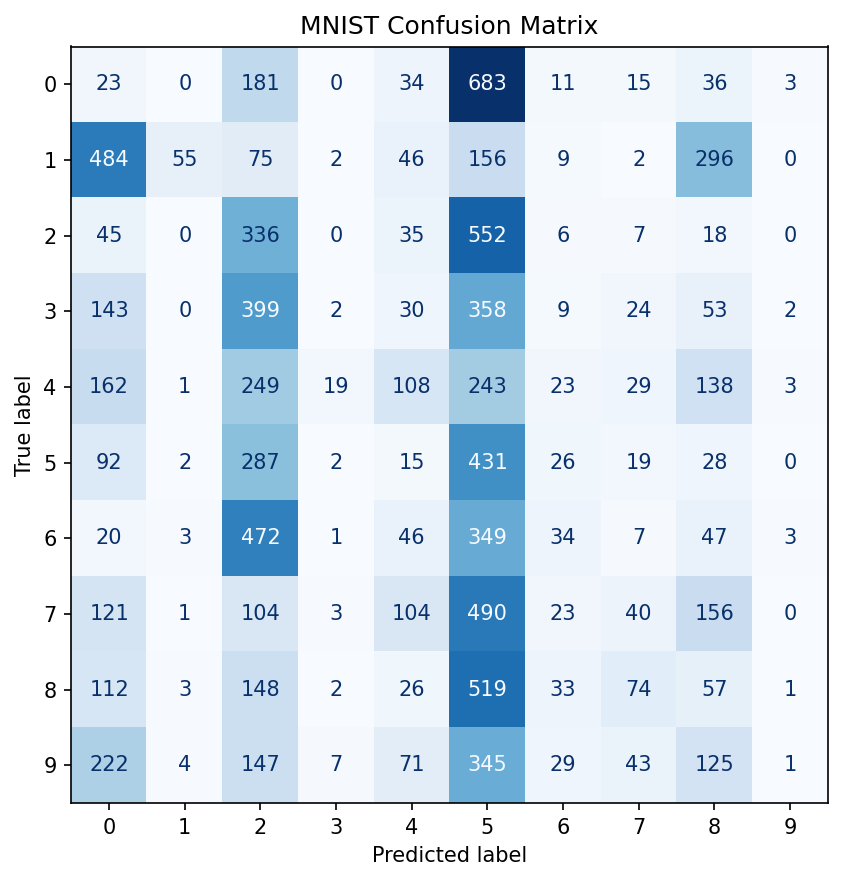 MNIST Confusion Matrix
True label
0 23 0 181 0 34 683 11 15 36 3
1 484 55 75 2 46 156 9 2 296 0
2 45 0 336 0 35 552 6 7 18 0
3 143 0 399 2 30 358 9 24 53 2
4 162 1 249 19 108 243 23 29 138 3
5 92 2 287 2 15 431 26 19 28 0
6 20 3 472 1 46 349 34 7 47 3
7 121 1 104 3 104 490 23 40 156 0
8 112 3 148 2 26 519 33 74 57 1
9 222 4 147 7 71 345 29 43 125 1
0 1 2 3 4 5 6 7 8 9
Predicted label